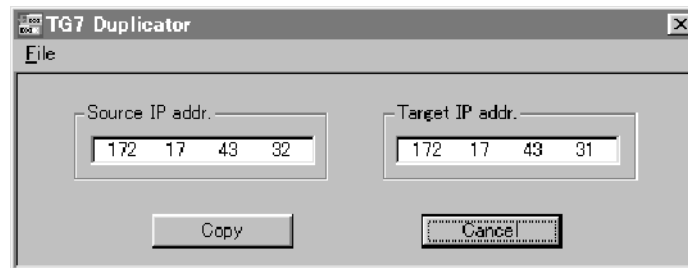 TG7 Duplicator
File
Source IP addr.
Target IP addr.
172 17 43 32
172 17 43 31
Copy
Cancel